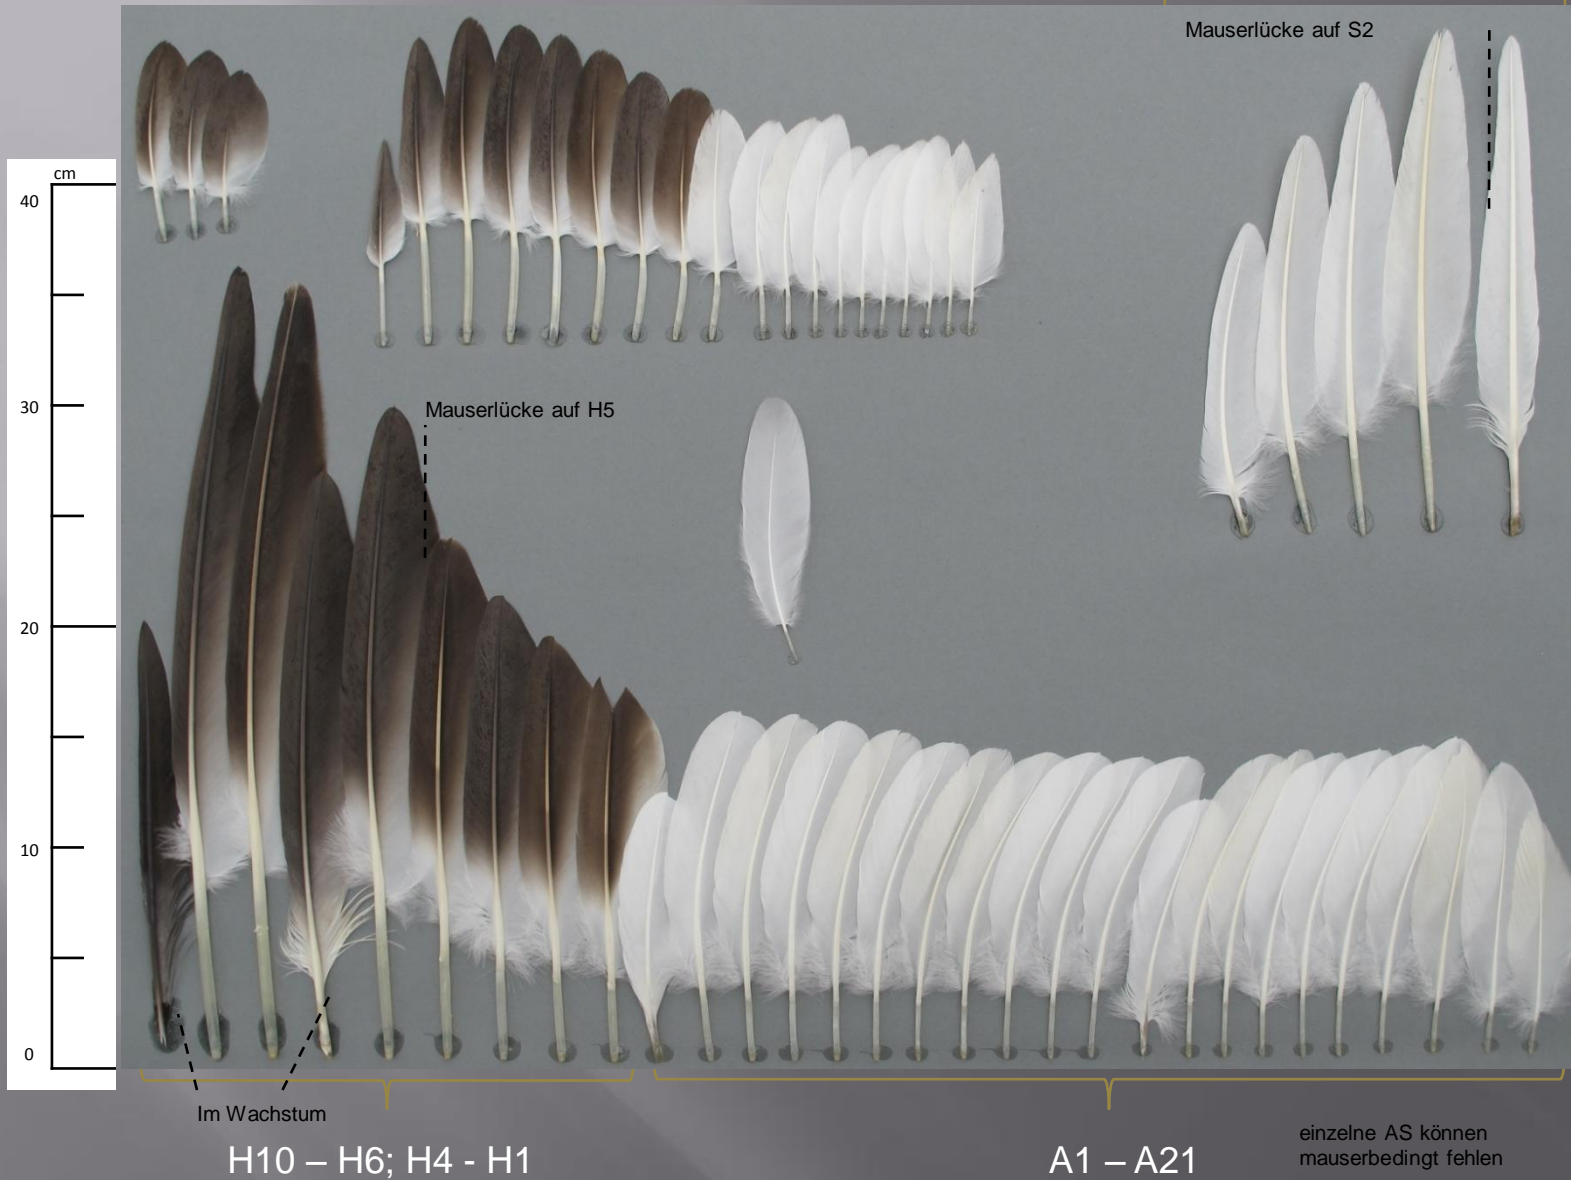 Mauserlücke auf S2
cm
40
30
20
10
0
Mauserlücke auf H5
Im Wachstum
H10 – H6; H4 - H1
A1 – A21
einzelne AS können
mauserbedingt fehlen